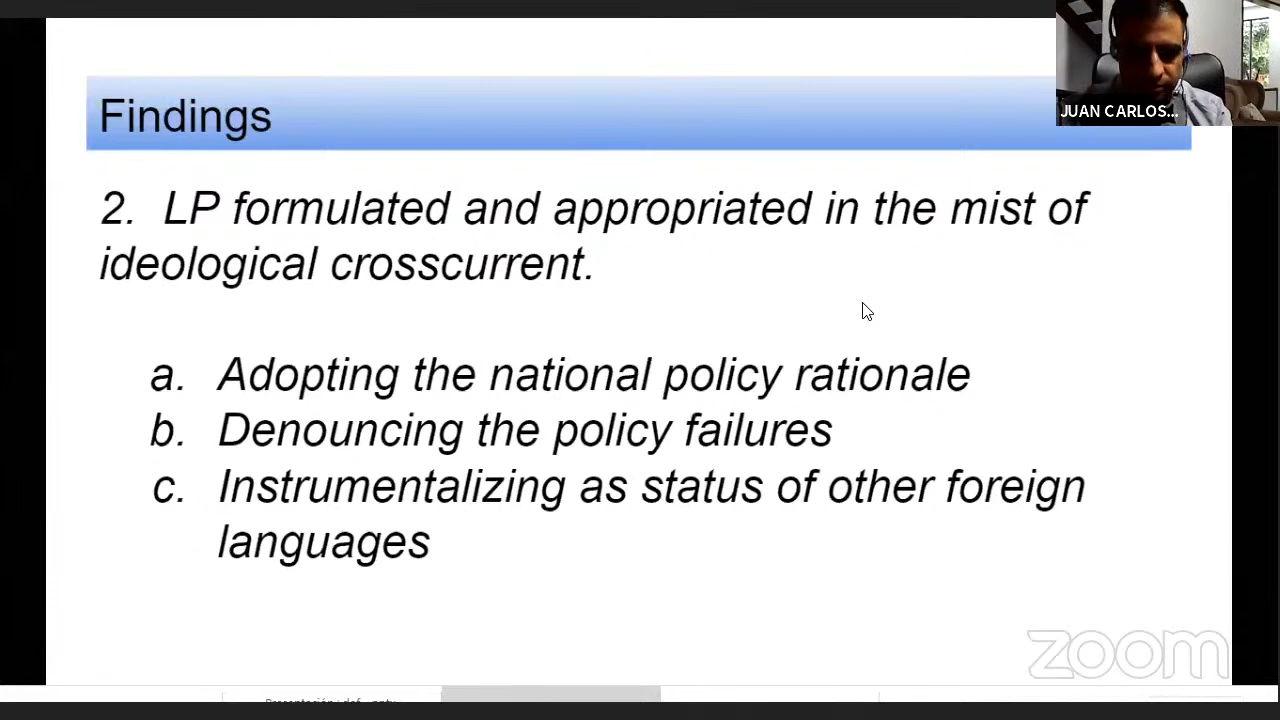 Findings
JUAN CARLOS...
2. LP formulated and appropriated in the mist of
ideological crosscurrent.
a. Adopting the national policy rationale
b. Denouncing the policy failures
c. Instrumentalizing as status of other foreign
languages
zoom